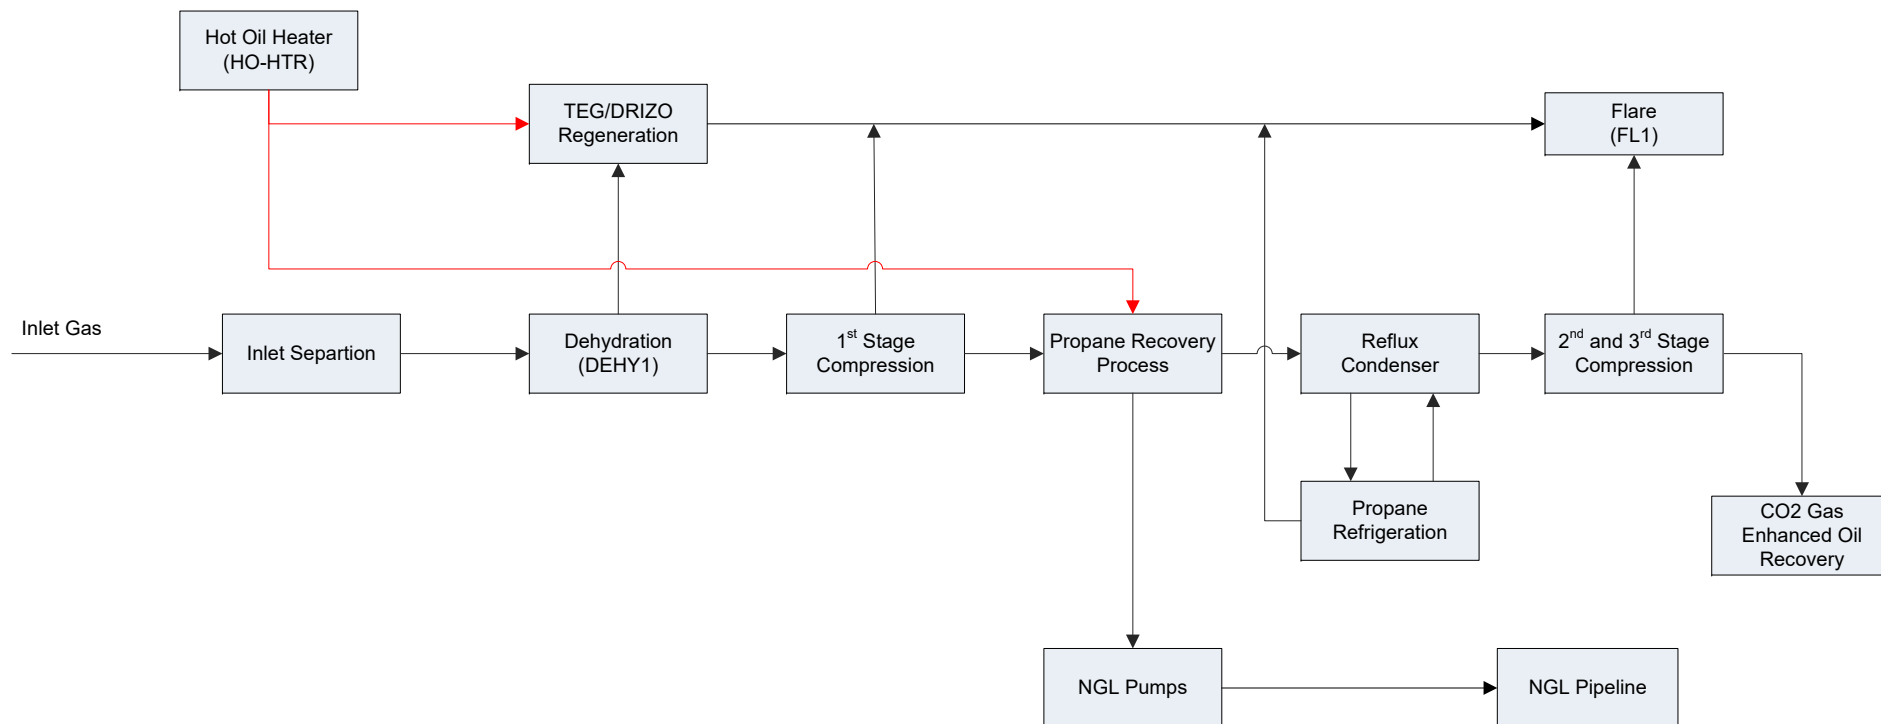 Hot Oil Heater
(HO-HTR)
TEG/DRIZO
Regeneration
Flare
(FL1)
Inlet Gas
Inlet Separtion
Dehydration
(DEHY1)
1st Stage
Compression
Propane Recovery
Process
Reflux
Condenser
2nd and 3rd Stage
Compression
Propane
Refrigeration
CO2 Gas
Enhanced Oil
Recovery
NGL Pumps
NGL Pipeline